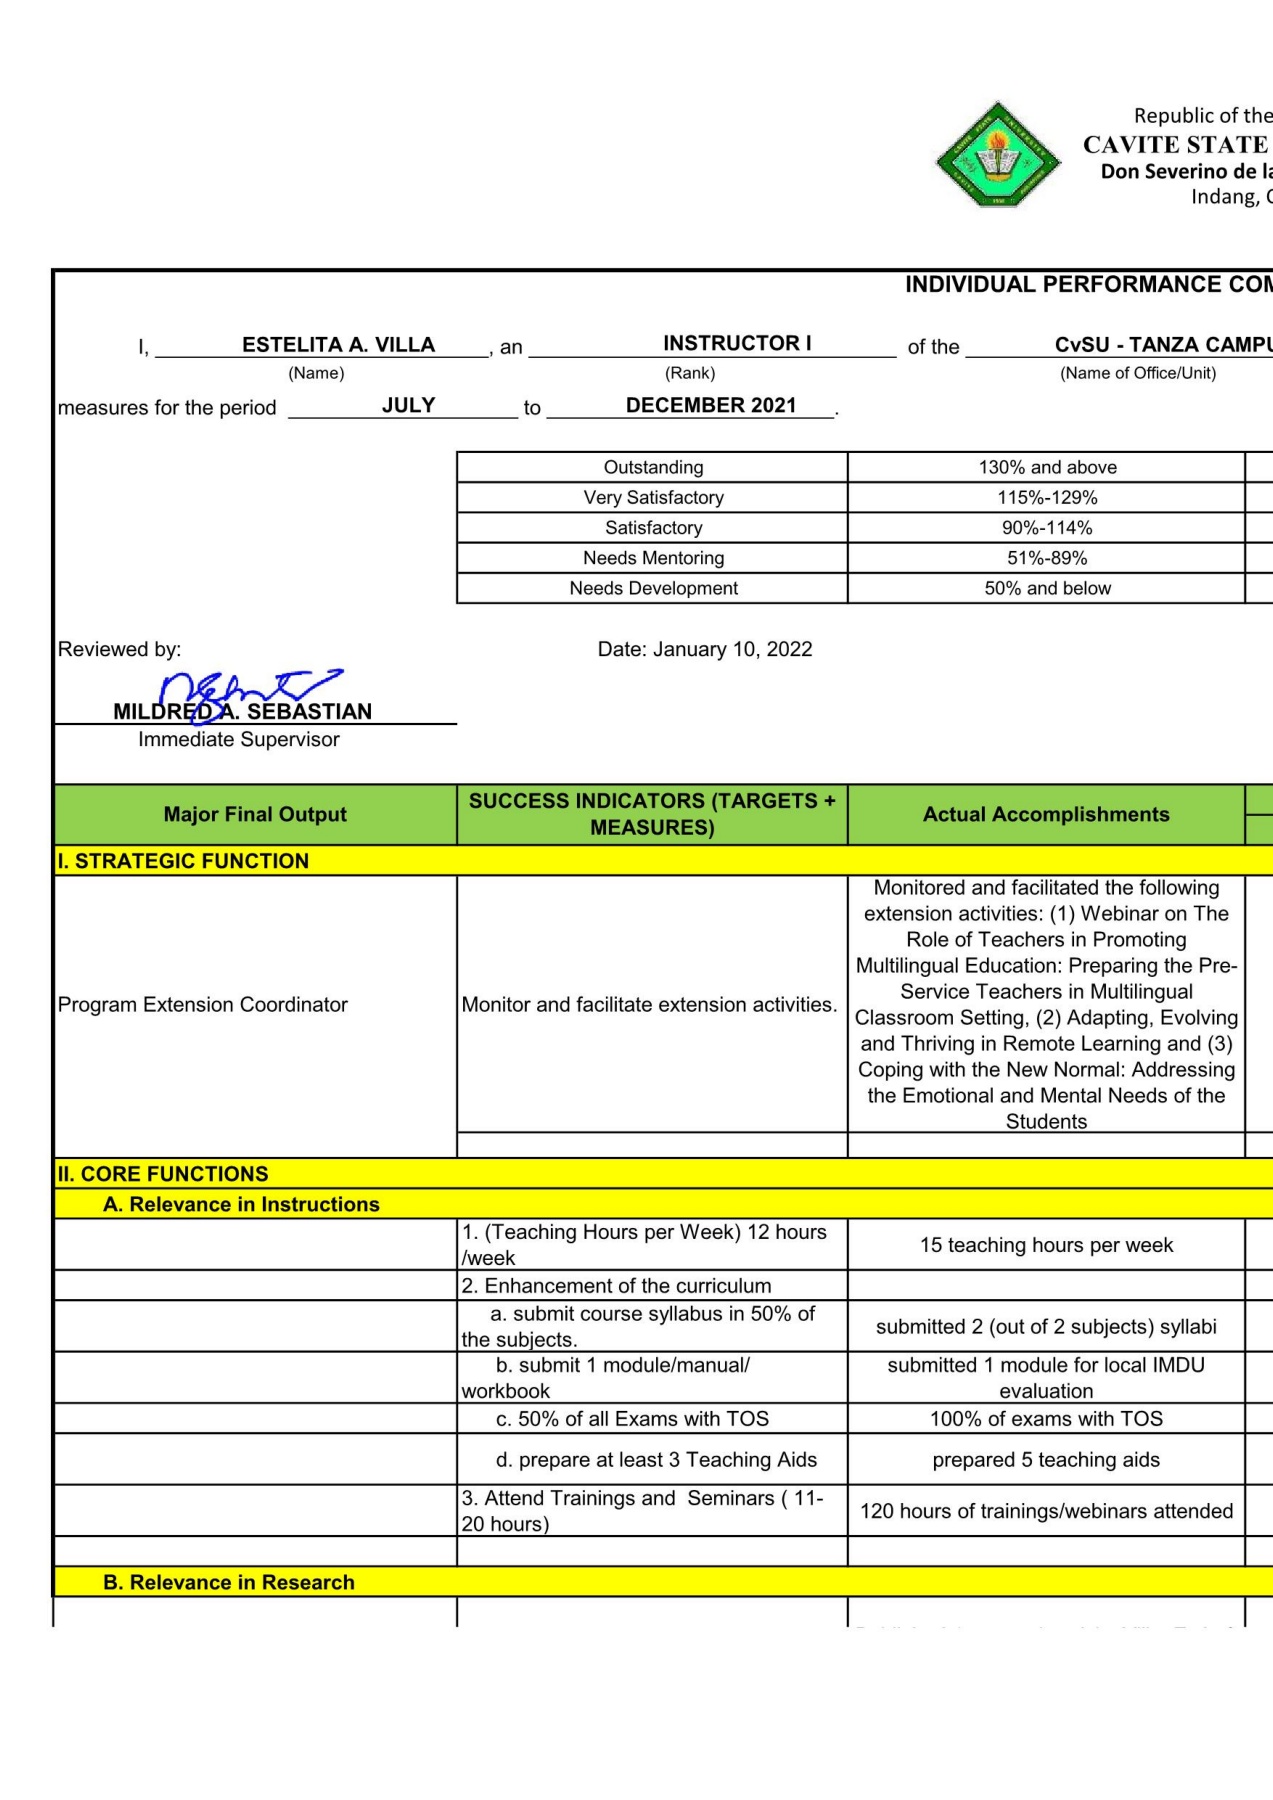 Republic of the
CAVITE STATE
Don Severino de la
Indang, C
INDIVIDUAL PERFORMANCE COM
I, ESTELITA A. VILLA , an INSTRUCTOR I of the CvSU - TANZA CAMPU
(Name) (Rank) (Name of Office/Unit)
measures for the period JULY to DECEMBER 2021 .
Outstanding 130% and above
Very Satisfactory 115%-129%
Satisfactory 90%-114%
Needs Mentoring 51%-89%
Needs Development 50% and below
Reviewed by: Date: January 10, 2022
MILDRED A. SEBASTIAN
Immediate Supervisor
Major Final Output
SUCCESS INDICATORS (TARGETS +
MEASURES)
Actual Accomplishments
I. STRATEGIC FUNCTION
Program Extension Coordinator
Monitor and facilitate extension activities.
Monitored and facilitated the following
extension activities: (1) Webinar on The
Role of Teachers in Promoting
Multilingual Education: Preparing the Pre-
Service Teachers in Multilingual
Classroom Setting, (2) Adapting, Evolving
and Thriving in Remote Learning and (3)
Coping with the New Normal: Addressing
the Emotional and Mental Needs of the
Students
II. CORE FUNCTIONS
A. Relevance in Instructions
1. (Teaching Hours per Week) 12 hours
/week
15 teaching hours per week
2. Enhancement of the curriculum
a. submit course syllabus in 50% of
the subjects.
submitted 2 (out of 2 subjects) syllabi
b. submit 1 module/manual/
workbook
submitted 1 module for local IMDU
evaluation
c. 50% of all Exams with TOS
100% of exams with TOS
d. prepare at least 3 Teaching Aids
prepared 5 teaching aids
3. Attend Trainings and Seminars ( 11-
20 hours)
120 hours of trainings/webinars attended
B. Relevance in Research